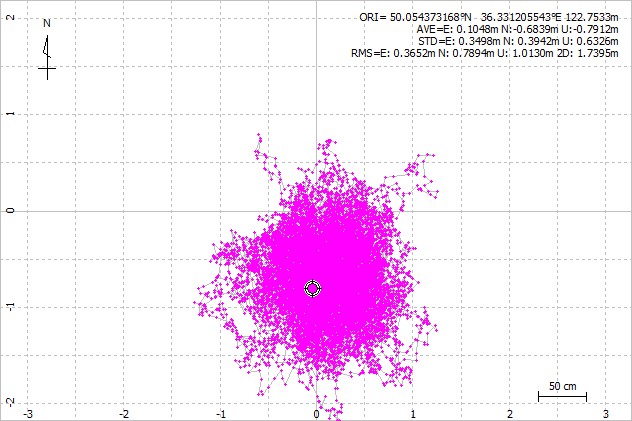 ORI= 50.054373168°N 36.331205543°E 122.7533m
AVE=E: 0.1048m N:-0.6839m U:-0.7912m
STD=E: 0.3498m N: 0.3942m U: 0.6326m
RMS=E: 0.3652m N: 0.7894m U: 1.0130m 2D: 1.7395m
N
2
1
0
-1
-2
50 cm
-3 -2 -1 0 1 2 3